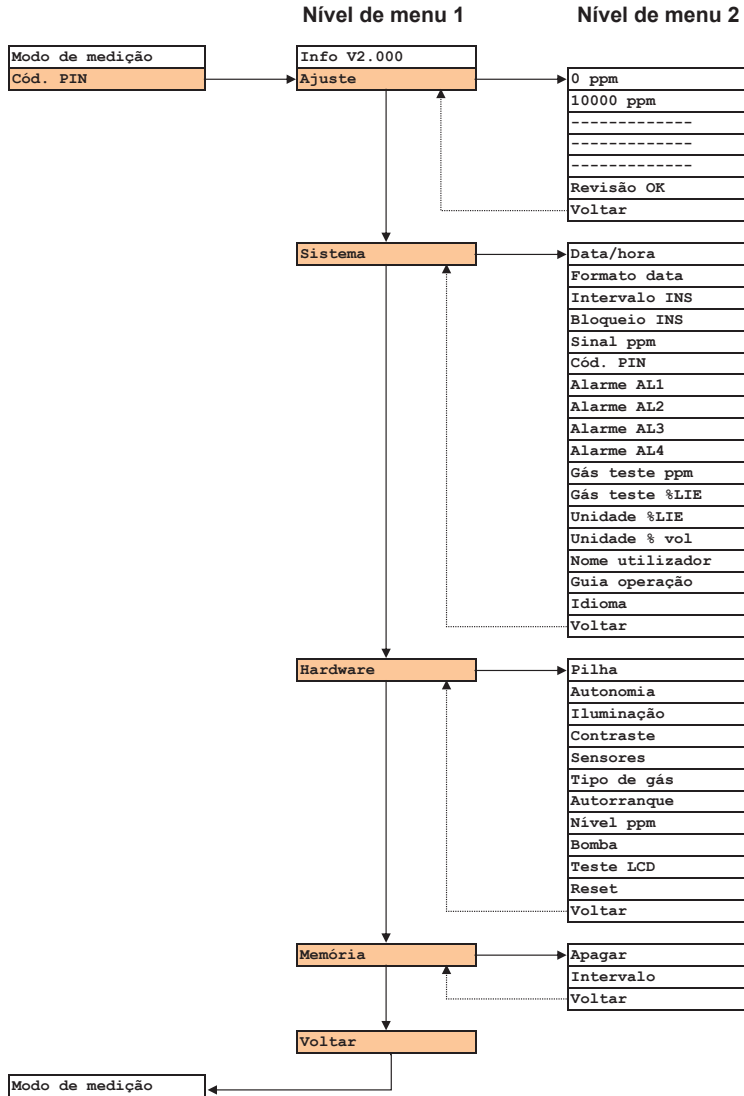 Nível de menu 1
Nível de menu 2
Modo de medição
Cód. PIN
Info V2.000
Ajuste
0 ppm
10000 ppm
-------------
-------------
-------------
Revisão OK
Voltar
Sistema
Data/hora
Formato data
Intervalo INS
Bloqueio INS
Sinal ppm
Cód. PIN
Alarme AL1
Alarme AL2
Alarme AL3
Alarme AL4
Gás teste ppm
Gás teste %LIE
Unidade %LIE
Unidade % vol
Nome utilizador
Guia operação
Idioma
Voltar
Hardware
Pilha
Autonomia
Iluminação
Contraste
Sensores
Tipo de gás
Autorranque
Nível ppm
Bomba
Teste LCD
Reset
Voltar
Memória
Apagar
Intervalo
Voltar
Voltar
Modo de medição